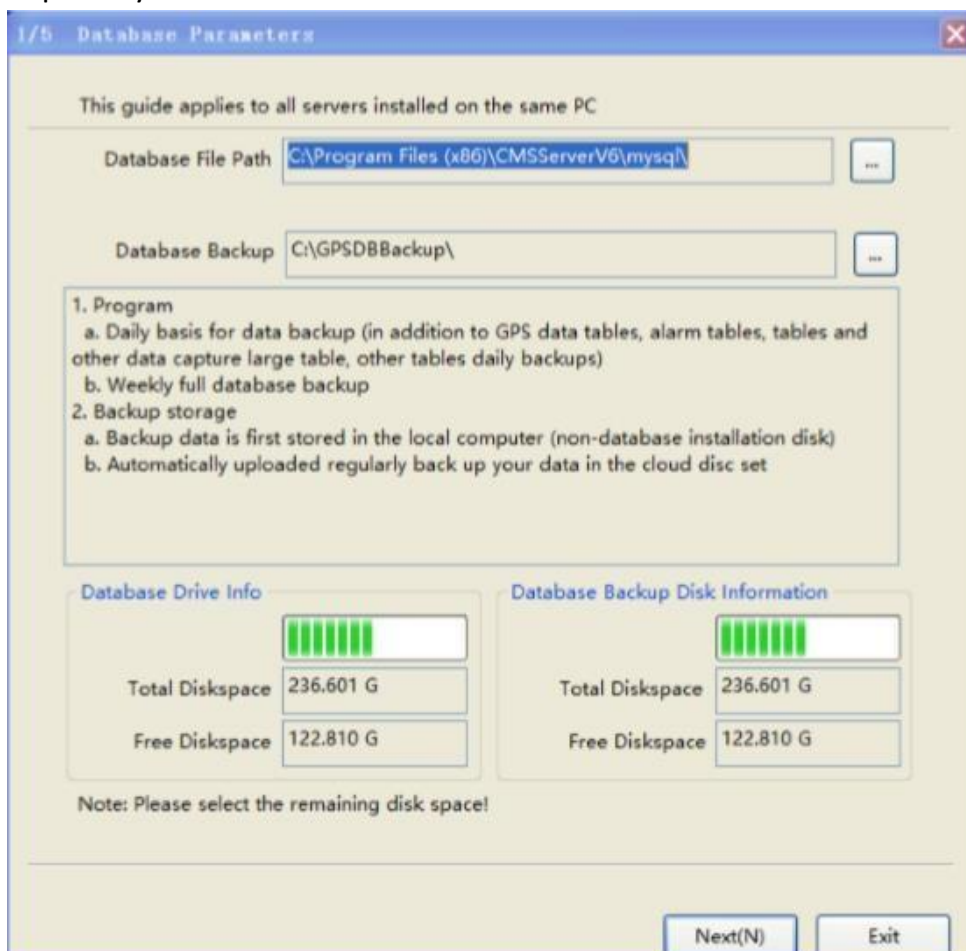 1/5 Database Parameters
This guide applies to all servers installed on the same PC
Database File Path C:\Program Files (x86)\CMSServerV6\mysql\ ...
Database Backup C:\GPSDBBackup\ ...
1. Program
a. Daily basis for data backup (in addition to GPS data tables, alarm tables, tables and
other data capture large table, other tables daily backups)
b. Weekly full database backup
2. Backup storage
a. Backup data is first stored in the local computer (non-database installation disk)
b. Automatically uploaded regularly back up your data in the cloud disc set
Database Drive Info
Total Diskspace 236.601 G
Free Diskspace 122.810 G
Database Backup Disk Information
Total Diskspace 236.601 G
Free Diskspace 122.810 G
Note: Please select the remaining disk space!
Next(N) Exit